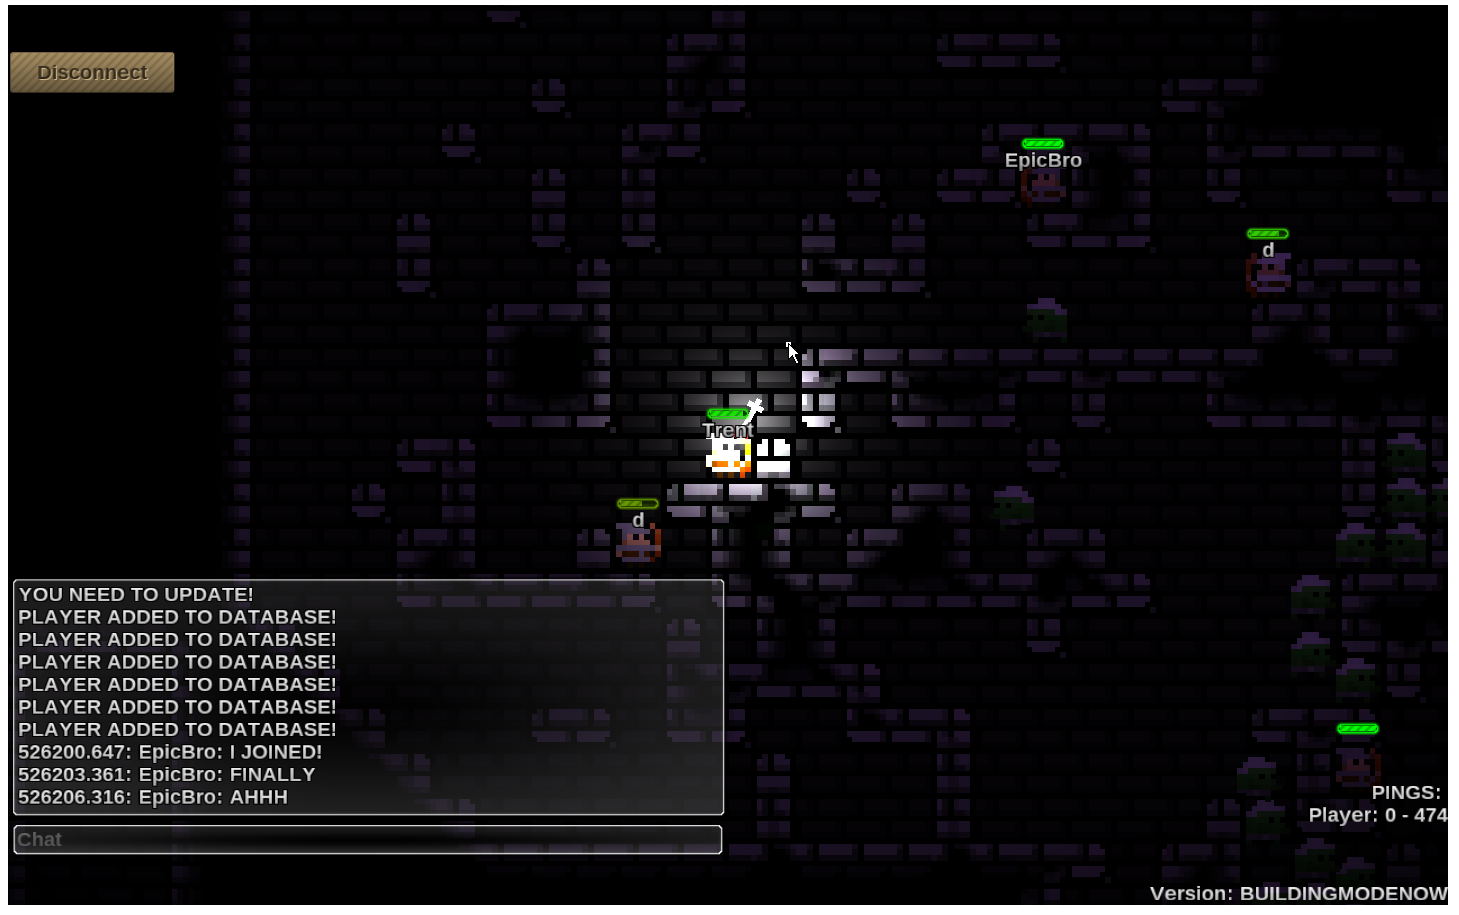 Disconnect
EpicBro
d
Trent
d
YOU NEED TO UPDATE!
PLAYER ADDED TO DATABASE!
PLAYER ADDED TO DATABASE!
PLAYER ADDED TO DATABASE!
PLAYER ADDED TO DATABASE!
PLAYER ADDED TO DATABASE!
PLAYER ADDED TO DATABASE!
526200.647: EpicBro: I JOINED!
526203.361: EpicBro: FINALLY
526206.316: EpicBro: AHHH
Chat
PINGS:
Player: 0 - 474
Version: BUILDINGMODENOW